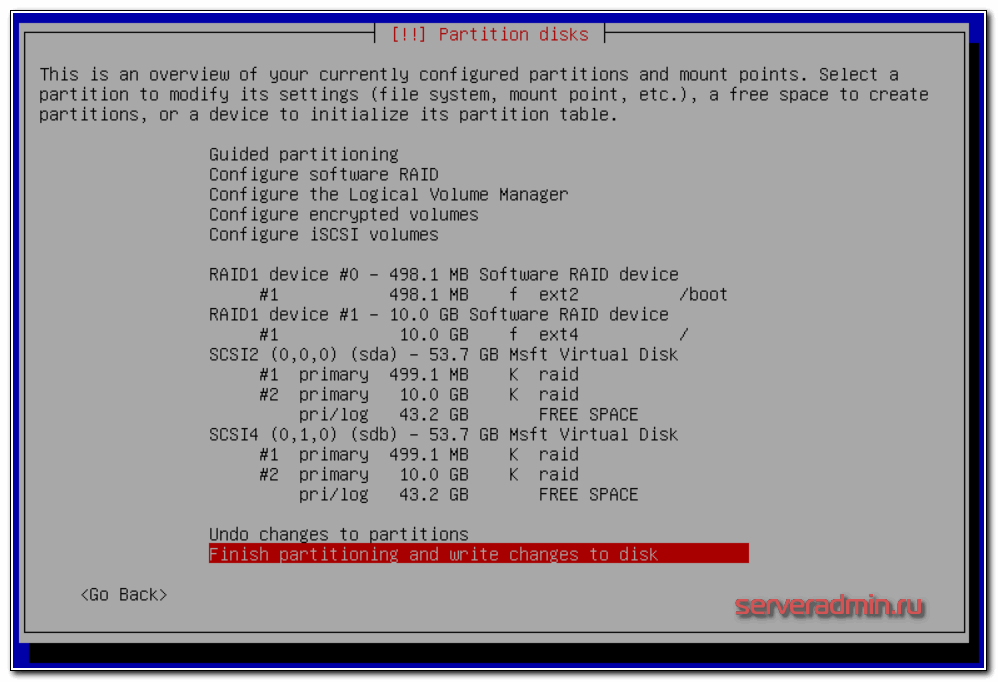 [!!] Partition disks
This is an overview of your currently configured partitions and mount points. Select a
partition to modify its settings (file system, mount point, etc.), a free space to create
partitions, or a device to initialize its partition table.
Guided partitioning
Configure software RAID
Configure the Logical Volume Manager
Configure encrypted volumes
Configure iSCSI volumes
RAID1 device #0 - 498.1 MB Software RAID device
#1 498.1 MB f ext2 /boot
RAID1 device #1 - 10.0 GB Software RAID device
#1 10.0 GB f ext4 /
SCSI2 (0,0,0) (sda) - 53.7 GB Msft Virtual Disk
#1 primary 499.1 MB K raid
#2 primary 10.0 GB K raid
pri/log 43.2 GB FREE SPACE
SCSI4 (0,1,0) (sdb) - 53.7 GB Msft Virtual Disk
#1 primary 499.1 MB K raid
#2 primary 10.0 GB K raid
pri/log 43.2 GB FREE SPACE
Undo changes to partitions
Finish partitioning and write changes to disk
<Go Back>
serveradmin.ru